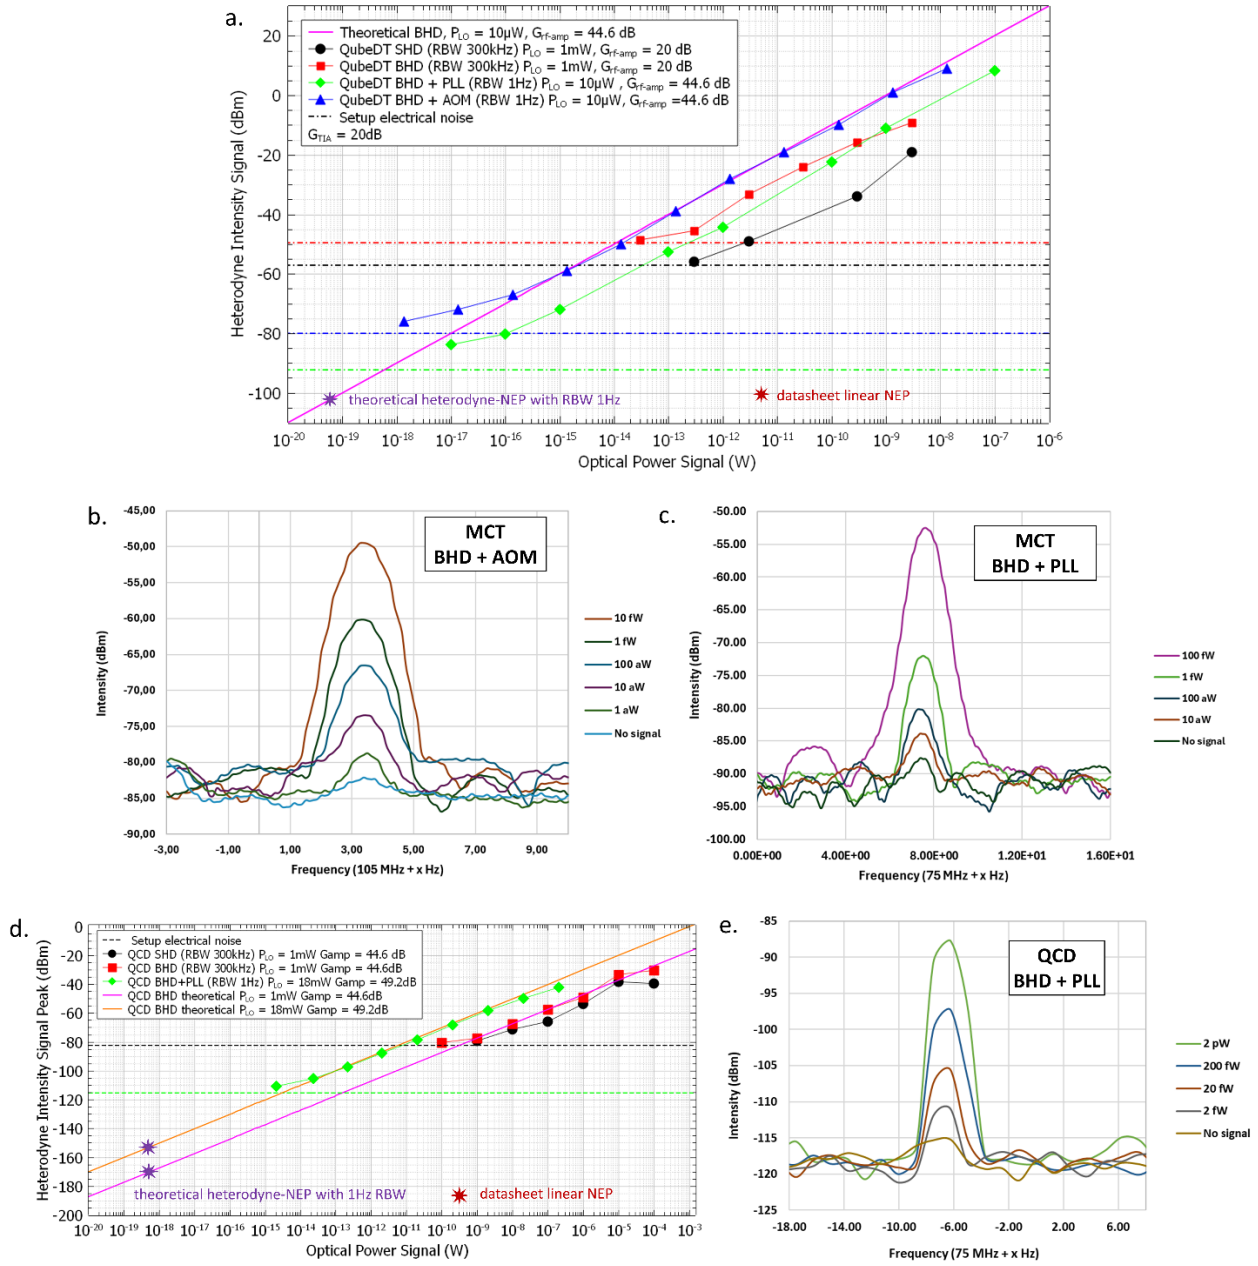 a.
Theoretical BHD, P_LO = 10µW, G_rf-amp = 44.6 dB
QubeDT SHD (RBW 300kHz) P_LO = 1mW, G_rf-amp = 20 dB
QubeDT BHD (RBW 300kHz) P_LO = 1mW, G_rf-amp = 20 dB
QubeDT BHD + PLL (RBW 1Hz) P_LO = 10µW , G_rf-amp = 44.6 dB
QubeDT BHD + AOM (RBW 1Hz) P_LO = 10µW, G_rf-amp =44.6 dB
Setup electrical noise
G_TIA = 20dB
Heterodyne Intensity Signal (dBm)
20
0
-20
-40
-60
-80
-100
theoretical heterodyne-NEP with RBW 1Hz
datasheet linear NEP
10^-20 10^-19 10^-18 10^-17 10^-16 10^-15 10^-14 10^-13 10^-12 10^-11 10^-10 10^-9 10^-8 10^-7 10^-6
Optical Power Signal (W)
b.
MCT
BHD + AOM
Intensity (dBm)
-45,00
-50,00
-55,00
-60,00
-65,00
-70,00
-75,00
-80,00
-85,00
-90,00
-3,00 -1,00 1,00 3,00 5,00 7,00 9,00
Frequency (105 MHz + x Hz)
10 fW
1 fW
100 aW
10 aW
1 aW
No signal
c.
MCT
BHD + PLL
Intensity (dBm)
-50.00
-55.00
-60.00
-65.00
-70.00
-75.00
-80.00
-85.00
-90.00
-95.00
-100.00
0.00E+00 4.00E+00 8.00E+00 1.20E+01 1.60E+01
Frequency (75 MHz + x Hz)
100 fW
1 fW
100 aW
10 aW
No signal
d.
Setup electrical noise
QCD SHD (RBW 300kHz) P_LO = 1mW Gamp = 44.6 dB
QCD BHD (RBW 300kHz) P_LO = 1mW Gamp = 44.6dB
QCD BHD+PLL (RBW 1Hz) P_LO = 18mW Gamp = 49.2dB
QCD BHD theoretical P_LO = 1mW Gamp = 44.6dB
QCD BHD theoretical P_LO = 18mW Gamp = 49.2dB
Heterodyne Intensity Signal Peak (dBm)
0
-20
-40
-60
-80
-100
-120
-140
-160
-180
-200
theoretical heterodyne-NEP with 1Hz RBW
datasheet linear NEP
10^-20 10^-19 10^-18 10^-17 10^-16 10^-15 10^-14 10^-13 10^-12 10^-11 10^-10 10^-9 10^-8 10^-7 10^-6 10^-5 10^-4 10^-3
Optical Power Signal (W)
e.
QCD
BHD + PLL
Intensity (dBm)
-85
-90
-95
-100
-105
-110
-115
-120
-125
-18.00 -14.00 -10.00 -6.00 -2.00 2.00 6.00
Frequency (75 MHz + x Hz)
2 pW
200 fW
20 fW
2 fW
No signal